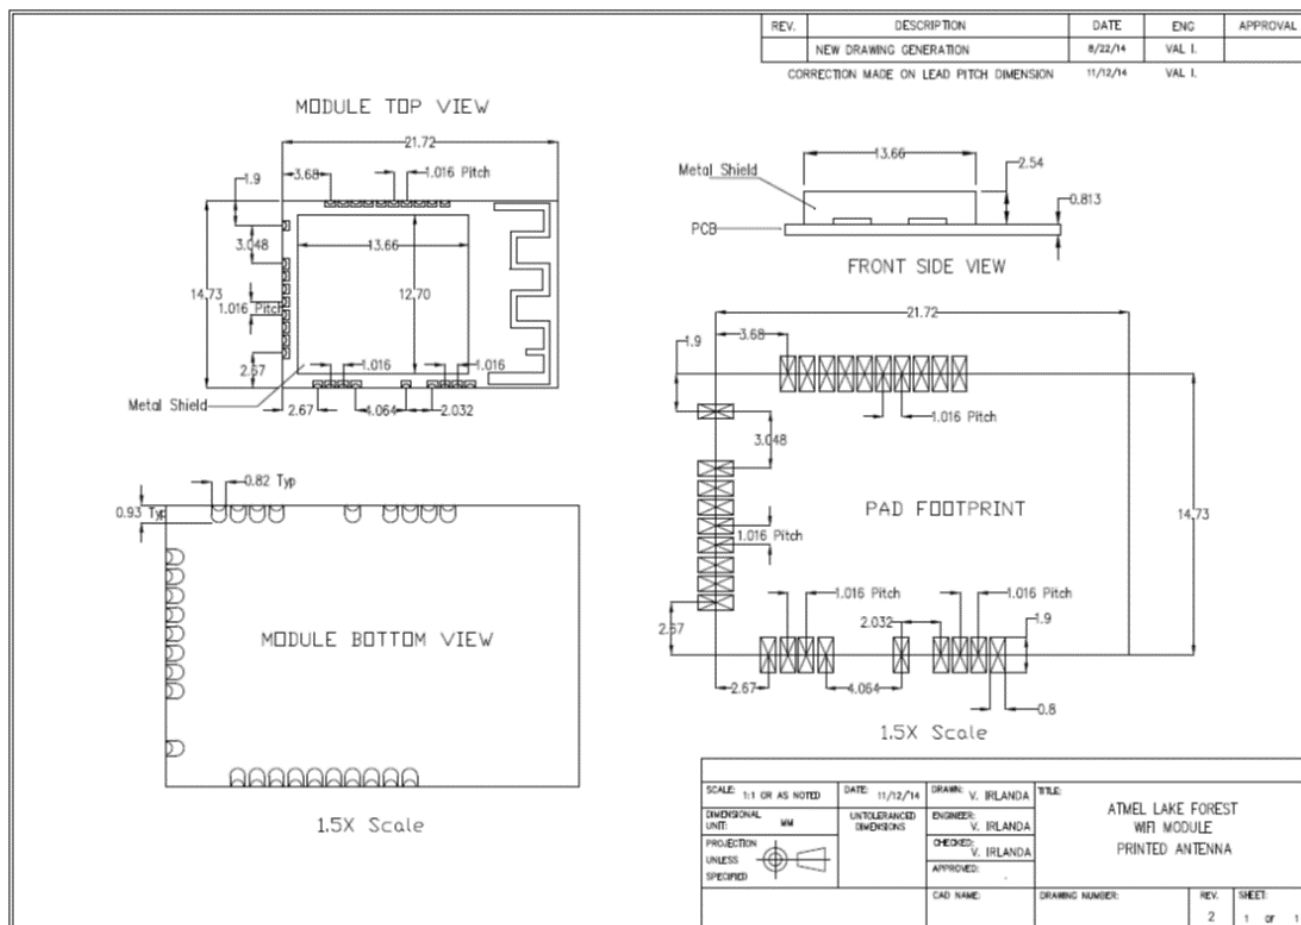 REV. DESCRIPTION DATE ENG APPROVAL
NEW DRAWING GENERATION 8/22/14 VAL I.
CORRECTION MADE ON LEAD PITCH DIMENSION 11/12/14 VAL I.
MODULE TOP VIEW
21.72
3.68
1.016 Pitch
1.9
3.048
13.66
14.73
12.70
1.016 Pitch
2.67
1.016
1.016
Metal Shield
2.67
4.064
2.032
13.66
2.54
Metal Shield
0.813
PCB
FRONT SIDE VIEW
21.72
3.68
1.9
1.016 Pitch
3.048
PAD FOOTPRINT
14.73
1.016 Pitch
1.016 Pitch
1.016 Pitch
2.67
2.032
1.9
2.67
4.064
0.8
1.5X Scale
0.82 Typ
0.93 Typ
MODULE BOTTOM VIEW
1.5X Scale
SCALE: 1:1 OR AS NOTED
DATE: 11/12/14
DRAWN: V. IRLANDA
TITLE:
ATMEL LAKE FOREST
WIFI MODULE
PRINTED ANTENNA
DIMENSIONAL
UNIT: MM
UNTOLERANCED
DIMENSIONS
ENGINEER:
V. IRLANDA
PROJECTION
UNLESS
SPECIFIED
CHECKED:
V. IRLANDA
APPROVED:
CAD NAME:
DRAWING NUMBER:
REV.
2
SHEET:
1 OF 1